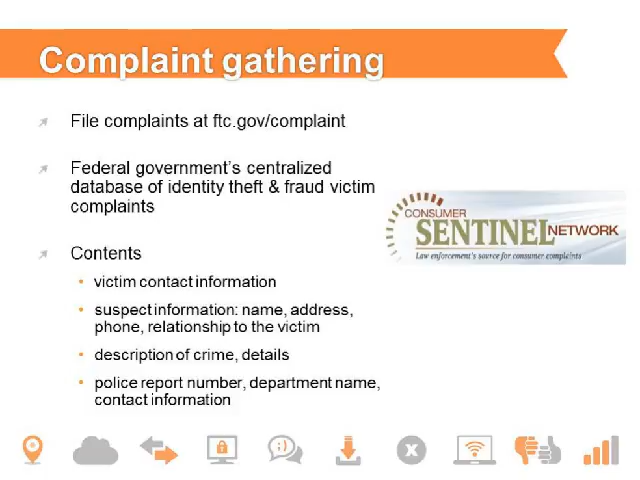 Complaint gathering
File complaints at ftc.gov/complaint
Federal government's centralized
database of identity theft & fraud victim
complaints
CONSUMER
SENTINEL NETWORK
Law enforcement's source for consumer complaints
Contents
victim contact information
suspect information: name, address,
phone, relationship to the victim
description of crime, details
police report number, department name,
contact information